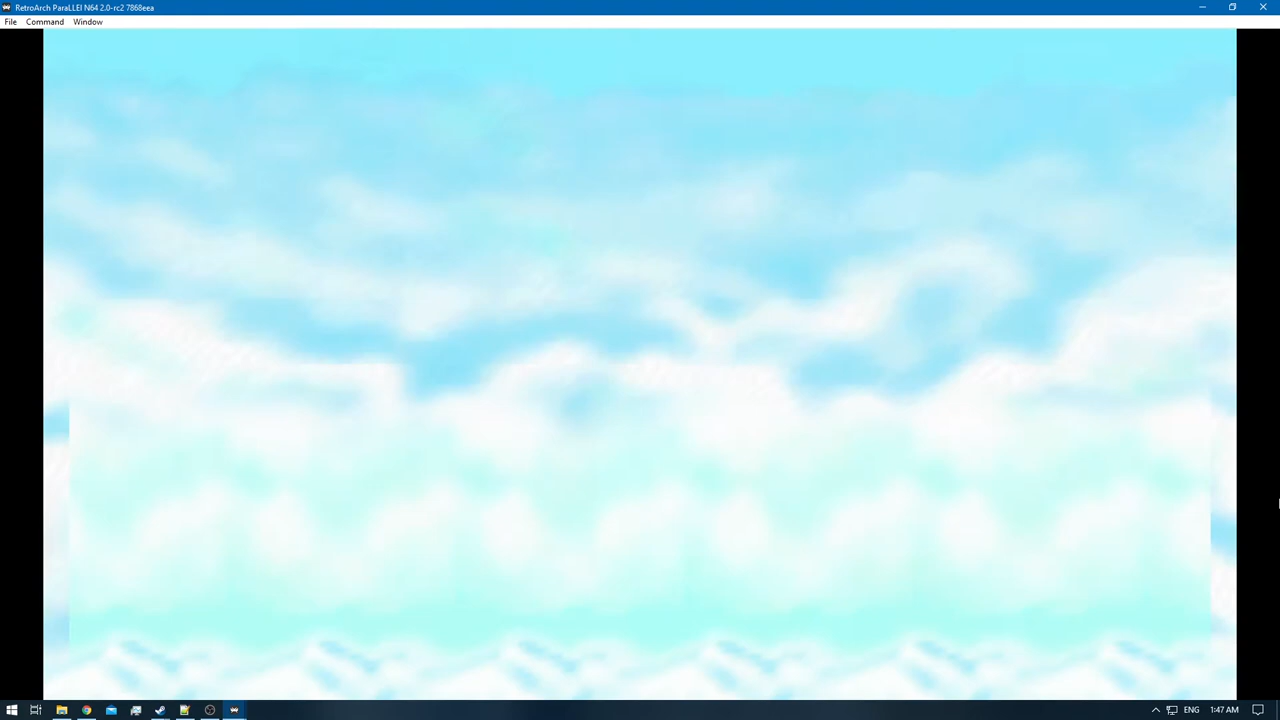 RetroArch ParaLLEl N64 2.0-rc2 7868eea
File Command Window
ENG 1:47 AM